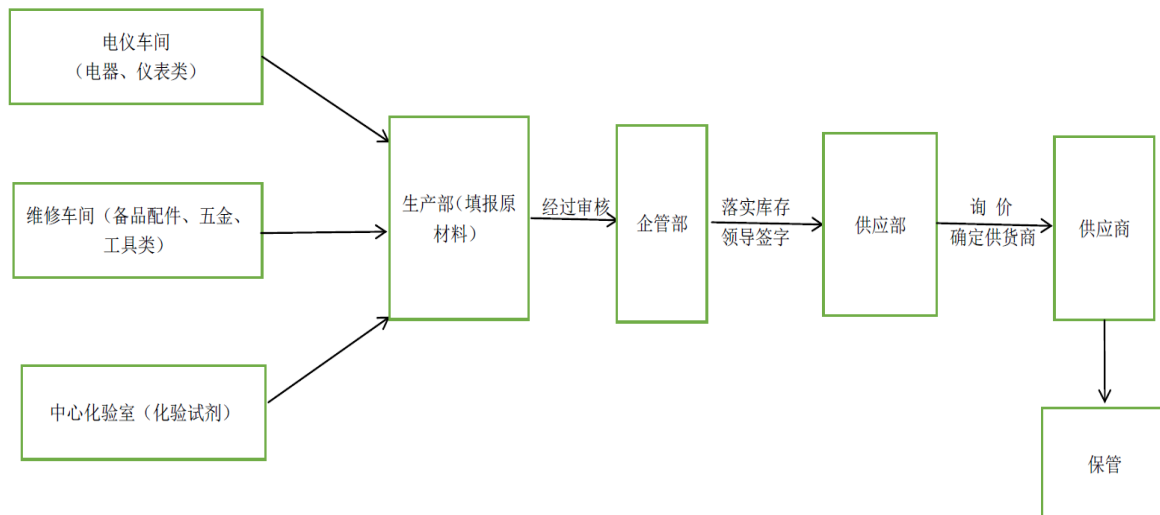 电仪车间
（电器、仪表类）
维修车间（备品配件、五金、
工具类）
中心化验室（化验试剂）
生产部（填报原
材料）
经过审核
企管部
落实库存
领导签字
供应部
询 价
确定供货商
供应商
保管